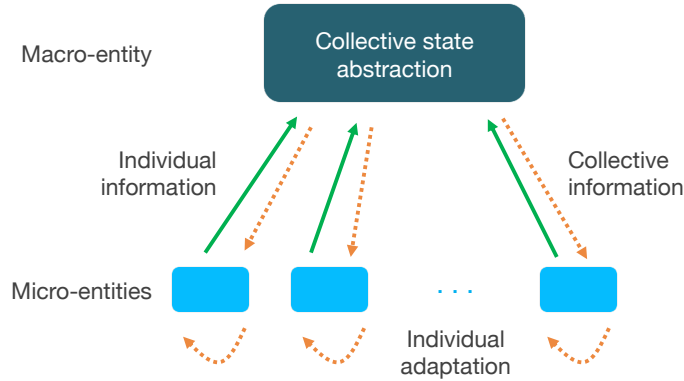 Macro-entity
Collective state
abstraction
Individual
information
Collective
information
Micro-entities
. . .
Individual
adaptation